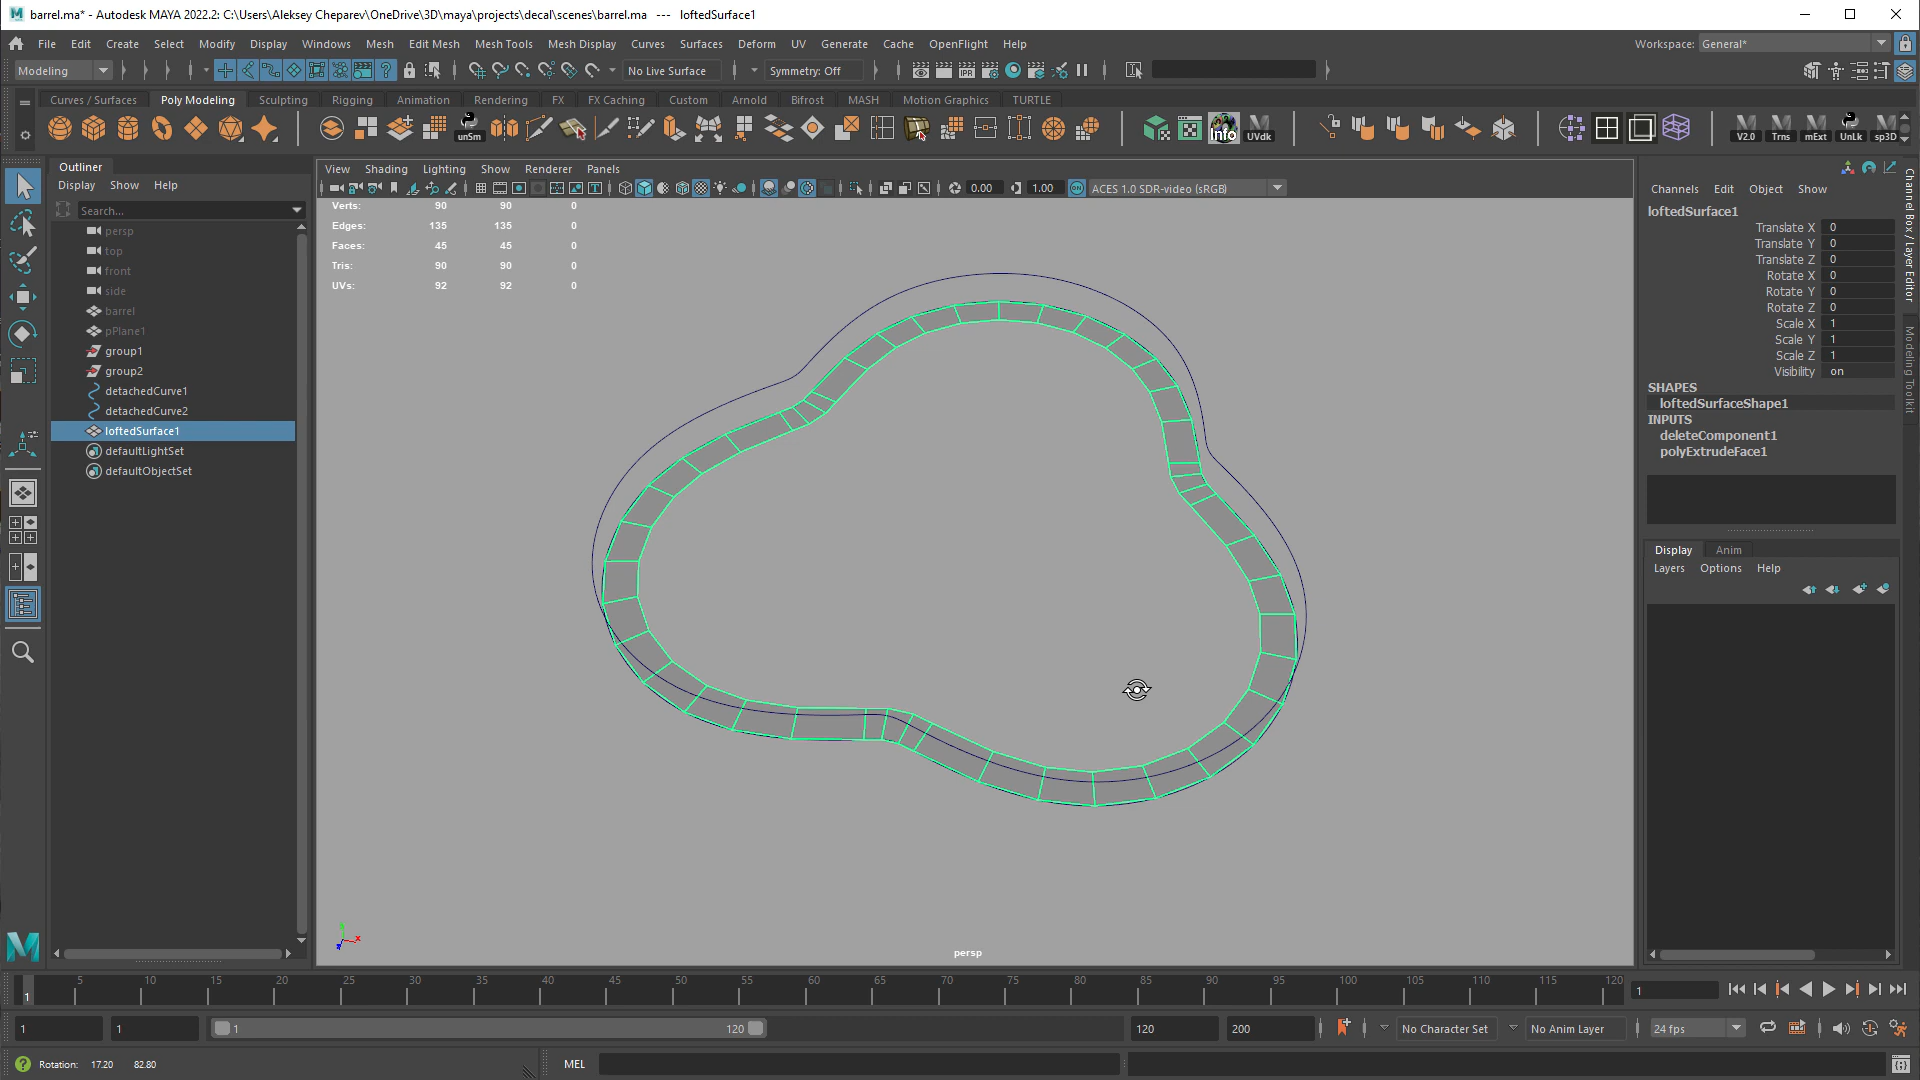 barrel.ma* - Autodesk MAYA 2022.2: C:\Users\Aleksey Cheparev\OneDrive\3D\maya\projects\decal\scenes\barrel.ma --- loftedSurface1
File Edit Create Select Modify Display Windows Mesh Edit Mesh Mesh Tools Mesh Display Curves Surfaces Deform UV Generate Cache OpenFlight Help Workspace: General*
Modeling No Live Surface Symmetry: Off
Curves / Surfaces Poly Modeling Sculpting Rigging Animation Rendering FX FX Caching Custom Arnold Bifrost MASH Motion Graphics TURTLE
unSm Info UVdk V2.0 Trns mExt UnLk sp3D
Outliner
Display Show Help
Search...
persp
top
front
side
barrel
pPlane1
group1
group2
detachedCurve1
detachedCurve2
loftedSurface1
defaultLightSet
defaultObjectSet
View Shading Lighting Show Renderer Panels
IPR
0.00 1.00 ON ACES 1.0 SDR-video (sRGB)
Verts: 90 90 0
Edges: 135 135 0
Faces: 45 45 0
Tris: 90 90 0
UVs: 92 92 0
persp
Channels Edit Object Show
loftedSurface1
Translate X 0
Translate Y 0
Translate Z 0
Rotate X 0
Rotate Y 0
Rotate Z 0
Scale X 1
Scale Y 1
Scale Z 1
Visibility on
SHAPES
loftedSurfaceShape1
INPUTS
deleteComponent1
polyExtrudeFace1
Display Anim
Layers Options Help
Channel Box / Layer Editor
Modeling Toolkit
1 5 10 15 20 25 30 35 40 45 50 55 60 65 70 75 80 85 90 95 100 105 110 115 120 1
1 1 1 120 120 200 No Character Set No Anim Layer 24 fps
Rotation: 17.20 82.80 MEL